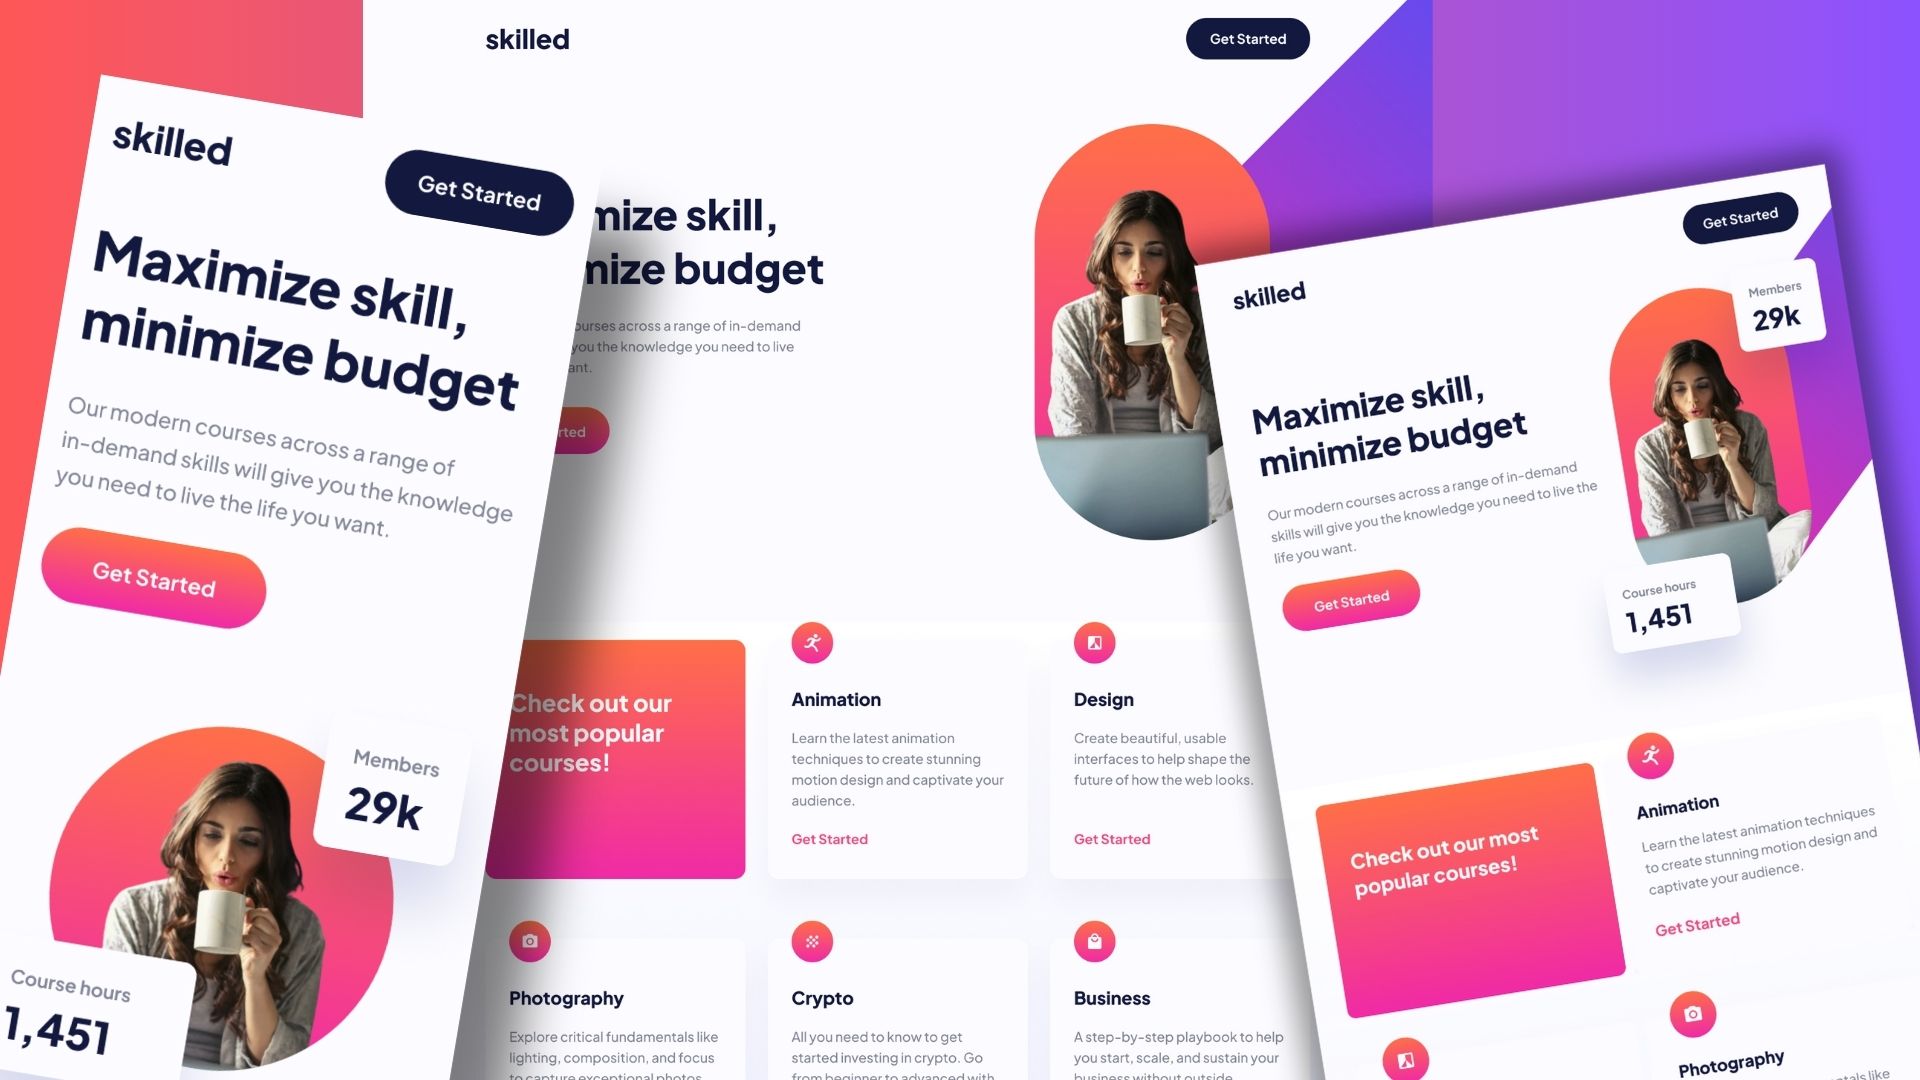 skilled
Get Started
Maximize skill,
minimize budget
Our modern courses across a range of
in-demand skills will give you the knowledge
you need to live the life you want.
Get Started
Members
29k
Course hours
1,451
skilled
Get Started
mize skill,
mize budget
courses across a range of in-demand
you the knowledge you need to live
ant.
rted
Check out our
most popular
courses!
Animation
Learn the latest animation
techniques to create stunning
motion design and captivate your
audience.
Get Started
Design
Create beautiful, usable
interfaces to help shape the
future of how the web looks.
Get Started
Photography
Explore critical fundamentals like
lighting, composition, and focus
to capture exceptional photos
Crypto
All you need to know to get
started investing in crypto. Go
from beginner to advanced with
Business
A step-by-step playbook to help
you start, scale, and sustain your
business without outside
Get Started
skilled
Members
29k
Maximize skill,
minimize budget
Our modern courses across a range of in-demand
skills will give you the knowledge you need to live the
life you want.
Get Started
Course hours
1,451
Check out our most
popular courses!
Animation
Learn the latest animation techniques
to create stunning motion design and
captivate your audience.
Get Started
Photography